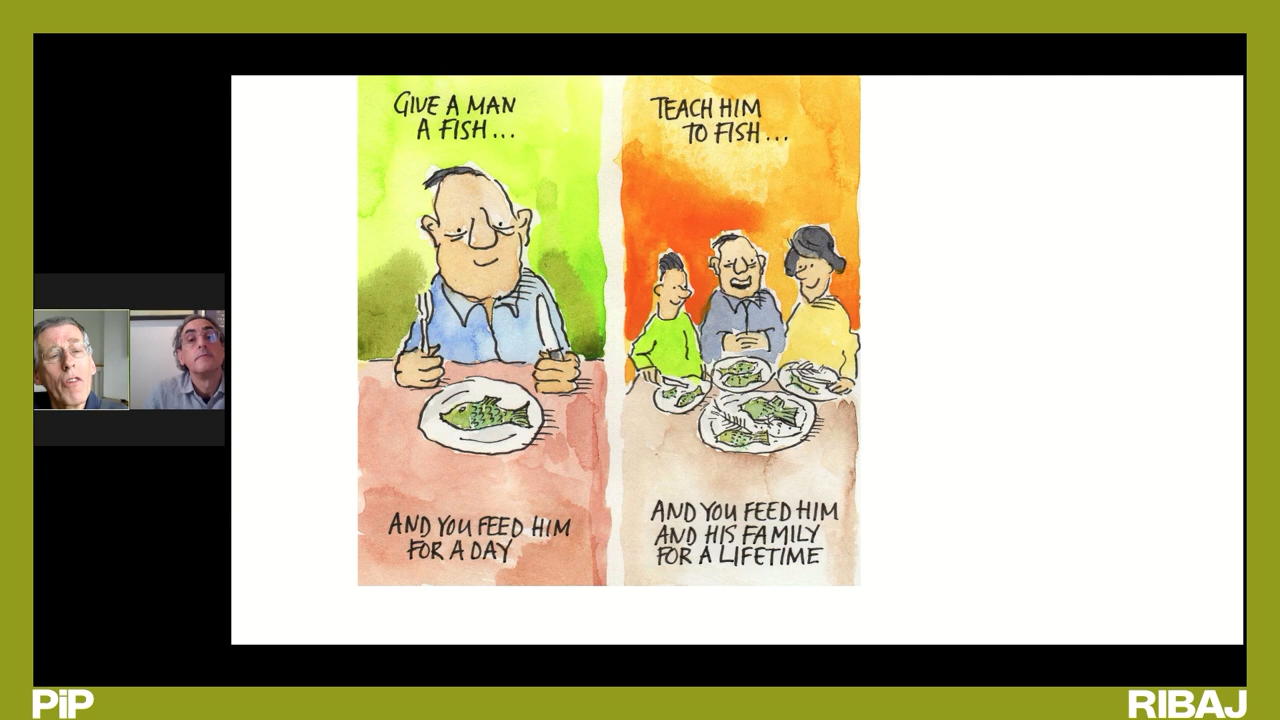 GIVE A MAN
A FISH...
AND YOU FEED HIM
FOR A DAY
TEACH HIM
TO FISH...
AND YOU FEED HIM
AND HIS FAMILY
FOR A LIFETIME
PiP
RIBAJ